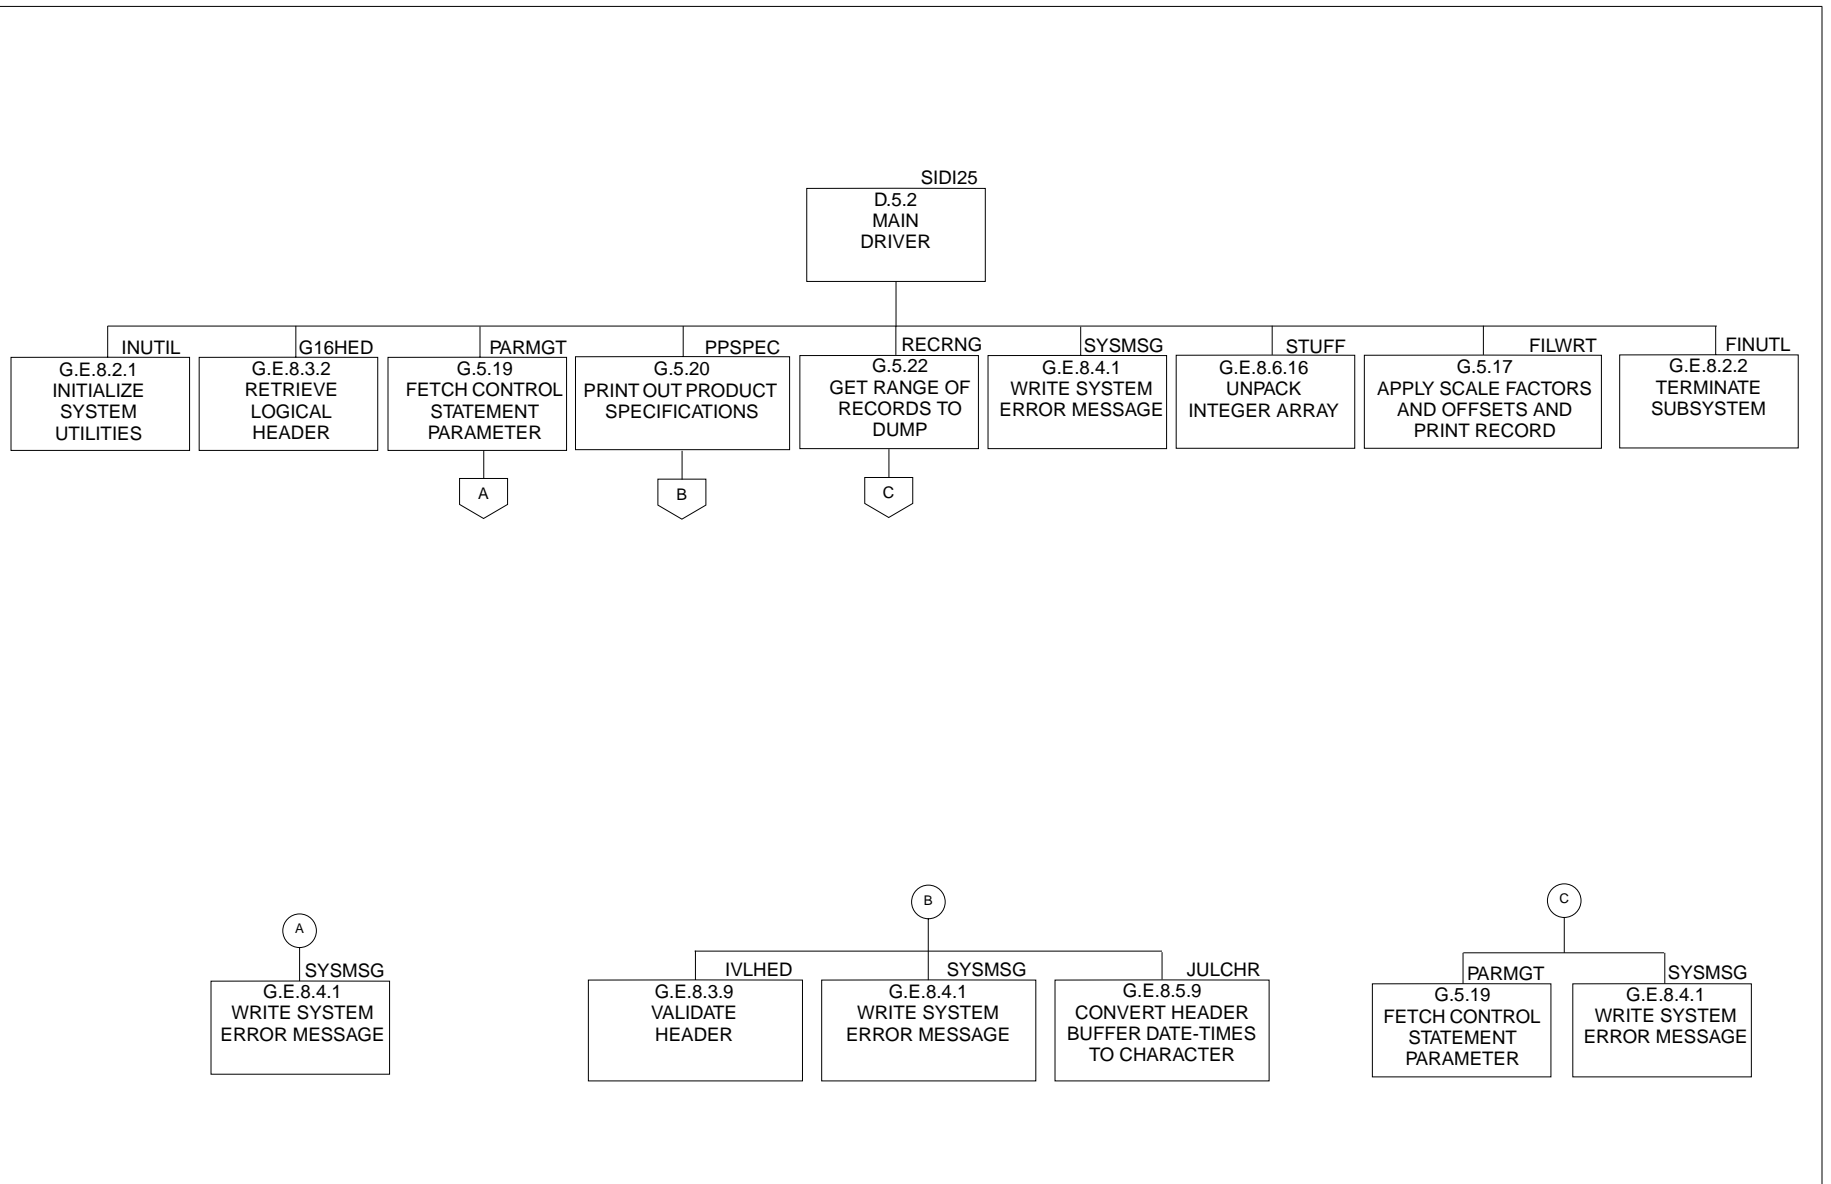 SIDI25
D.5.2
MAIN
DRIVER
INUTIL
G.E.8.2.1
INITIALIZE
SYSTEM
UTILITIES
G16HED
G.E.8.3.2
RETRIEVE
LOGICAL
HEADER
PARMGT
G.5.19
FETCH CONTROL
STATEMENT
PARAMETER
A
PPSPEC
G.5.20
PRINT OUT PRODUCT
SPECIFICATIONS
B
RECRNG
G.5.22
GET RANGE OF
RECORDS TO
DUMP
C
SYSMSG
G.E.8.4.1
WRITE SYSTEM
ERROR MESSAGE
STUFF
G.E.8.6.16
UNPACK
INTEGER ARRAY
FILWRT
G.5.17
APPLY SCALE FACTORS
AND OFFSETS AND
PRINT RECORD
FINUTL
G.E.8.2.2
TERMINATE
SUBSYSTEM
A
SYSMSG
G.E.8.4.1
WRITE SYSTEM
ERROR MESSAGE
B
IVLHED
G.E.8.3.9
VALIDATE
HEADER
SYSMSG
G.E.8.4.1
WRITE SYSTEM
ERROR MESSAGE
JULCHR
G.E.8.5.9
CONVERT HEADER
BUFFER DATE-TIMES
TO CHARACTER
C
PARMGT
G.5.19
FETCH CONTROL
STATEMENT
PARAMETER
SYSMSG
G.E.8.4.1
WRITE SYSTEM
ERROR MESSAGE